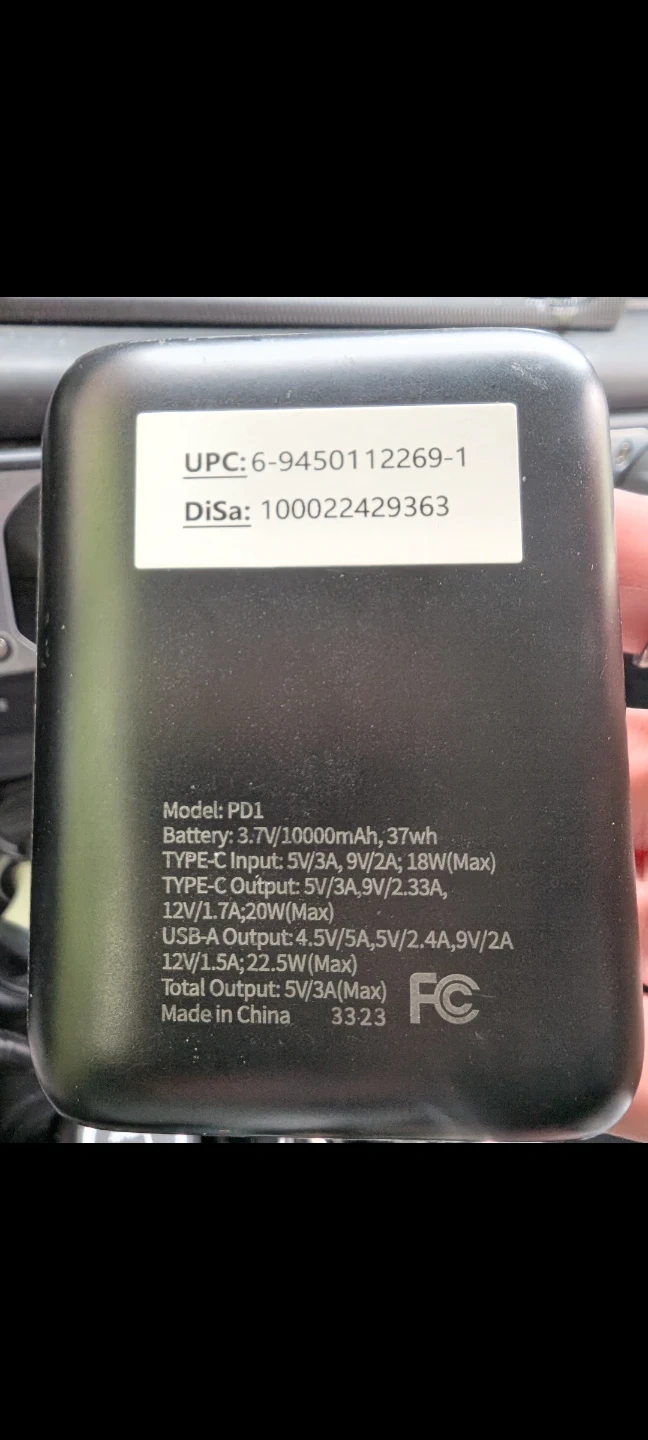 UPC: 6-9450112269-1
DiSa: 100022429363
Model: PD1
Battery: 3.7V/10000mAh, 37wh
TYPE-C Input: 5V/3A, 9V/2A; 18W(Max)
TYPE-C Output: 5V/3A,9V/2.33A,
12V/1.7A;20W(Max)
USB-A Output: 4.5V/5A,5V/2.4A,9V/2A
12V/1.5A; 22.5W(Max)
Total Output: 5V/3A(Max)
Made in China 33-23
FC